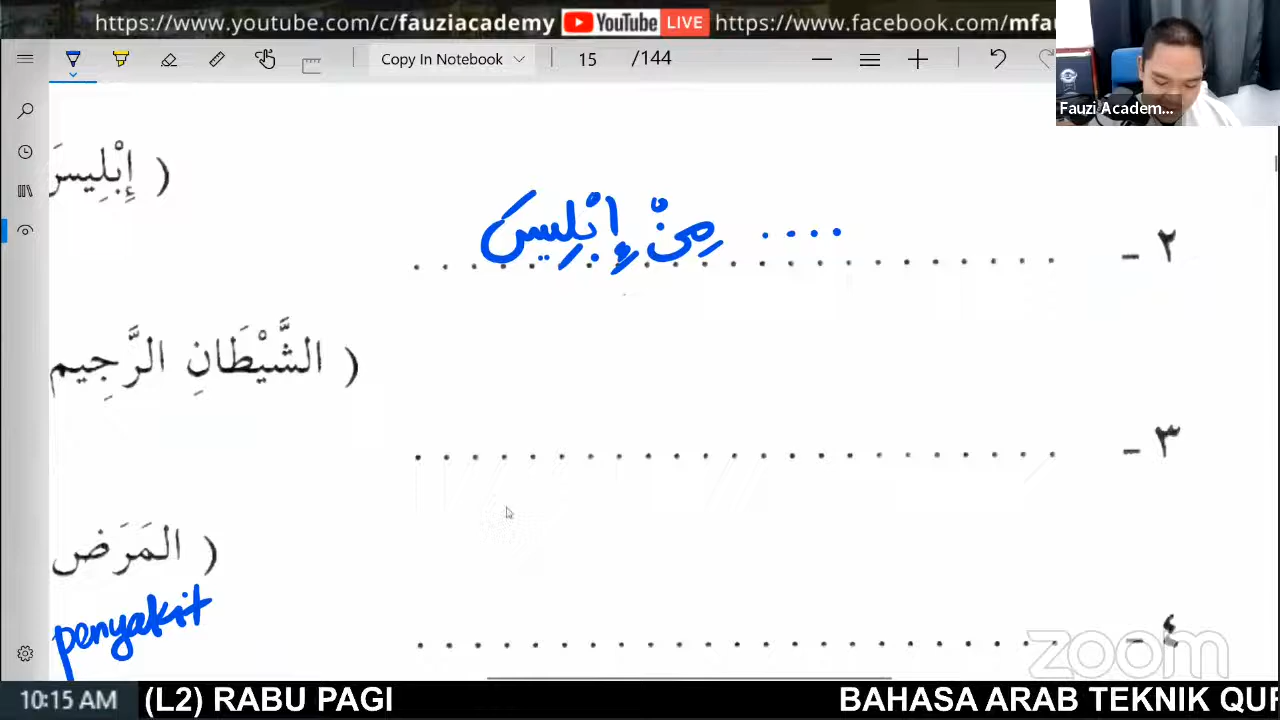 https://www.youtube.com/c/fauziacademy YouTube LIVE https://www.facebook.com/mfau
Copy In Notebook 15 /144
Fauzi Academ...
( إِبْلِيسَ
٢ - .... مِنْ إِبْلِيسَ
( الشَّيْطَانِ الرَّجِيم
٣ -
( المَرَض
penyakit
٤ -
zoom
10:15 AM (L2) RABU PAGI BAHASA ARAB TEKNIK QUR